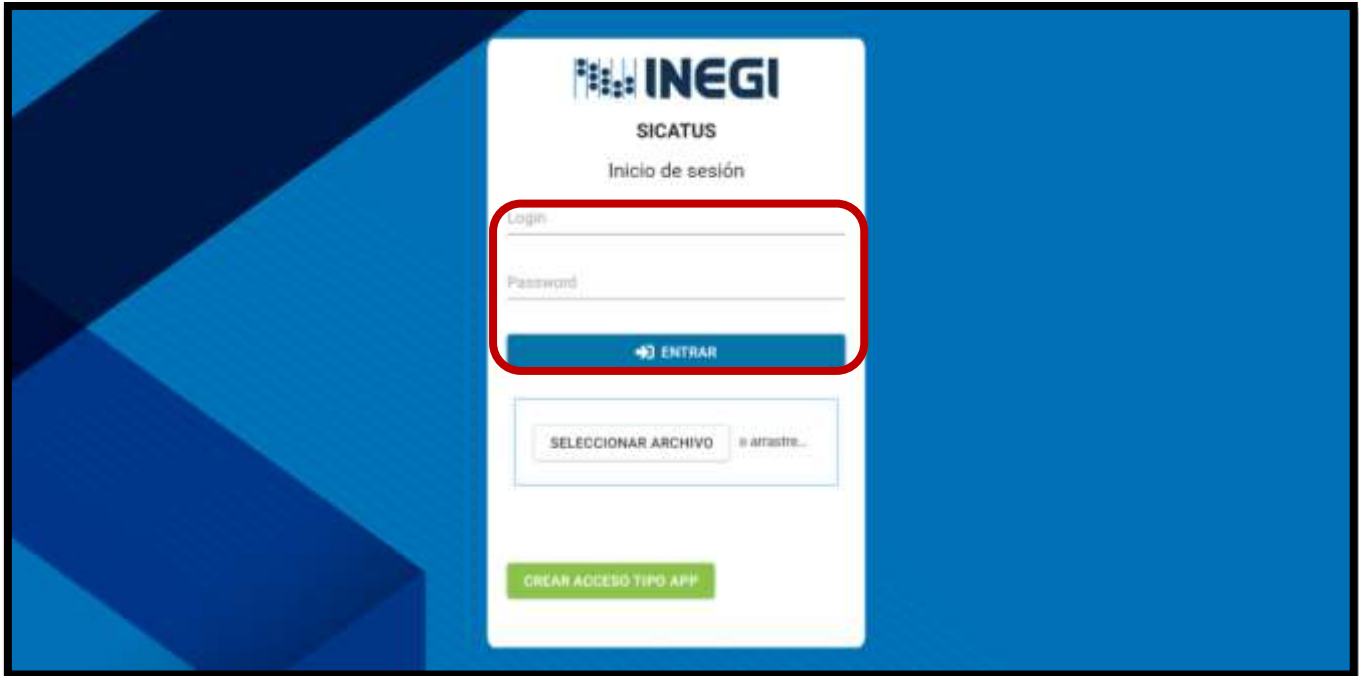 INEGI
SICATUS
Inicio de sesión
Login
Password
ENTRAR
SELECCIONAR ARCHIVO o arrastre...
CREAR ACCESO TIPO APP